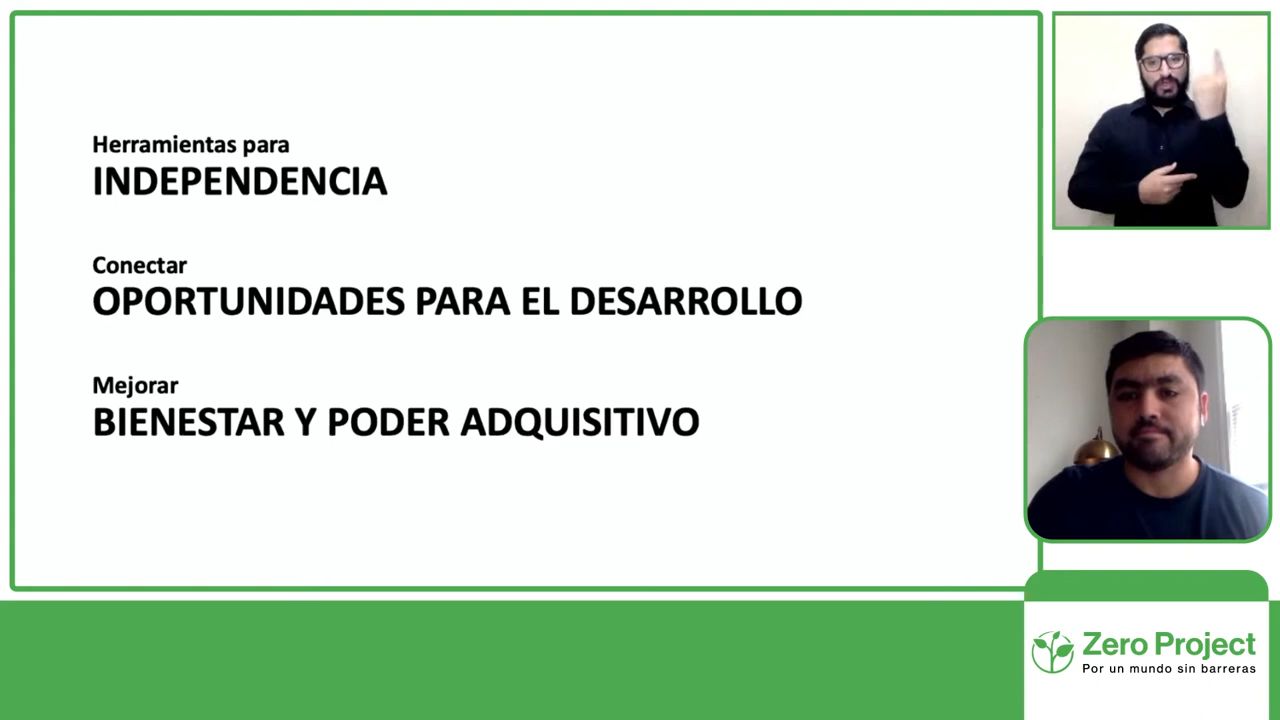 Herramientas para
INDEPENDENCIA
Conectar
OPORTUNIDADES PARA EL DESARROLLO
Mejorar
BIENESTAR Y PODER ADQUISITIVO
Zero Project
Por un mundo sin barreras